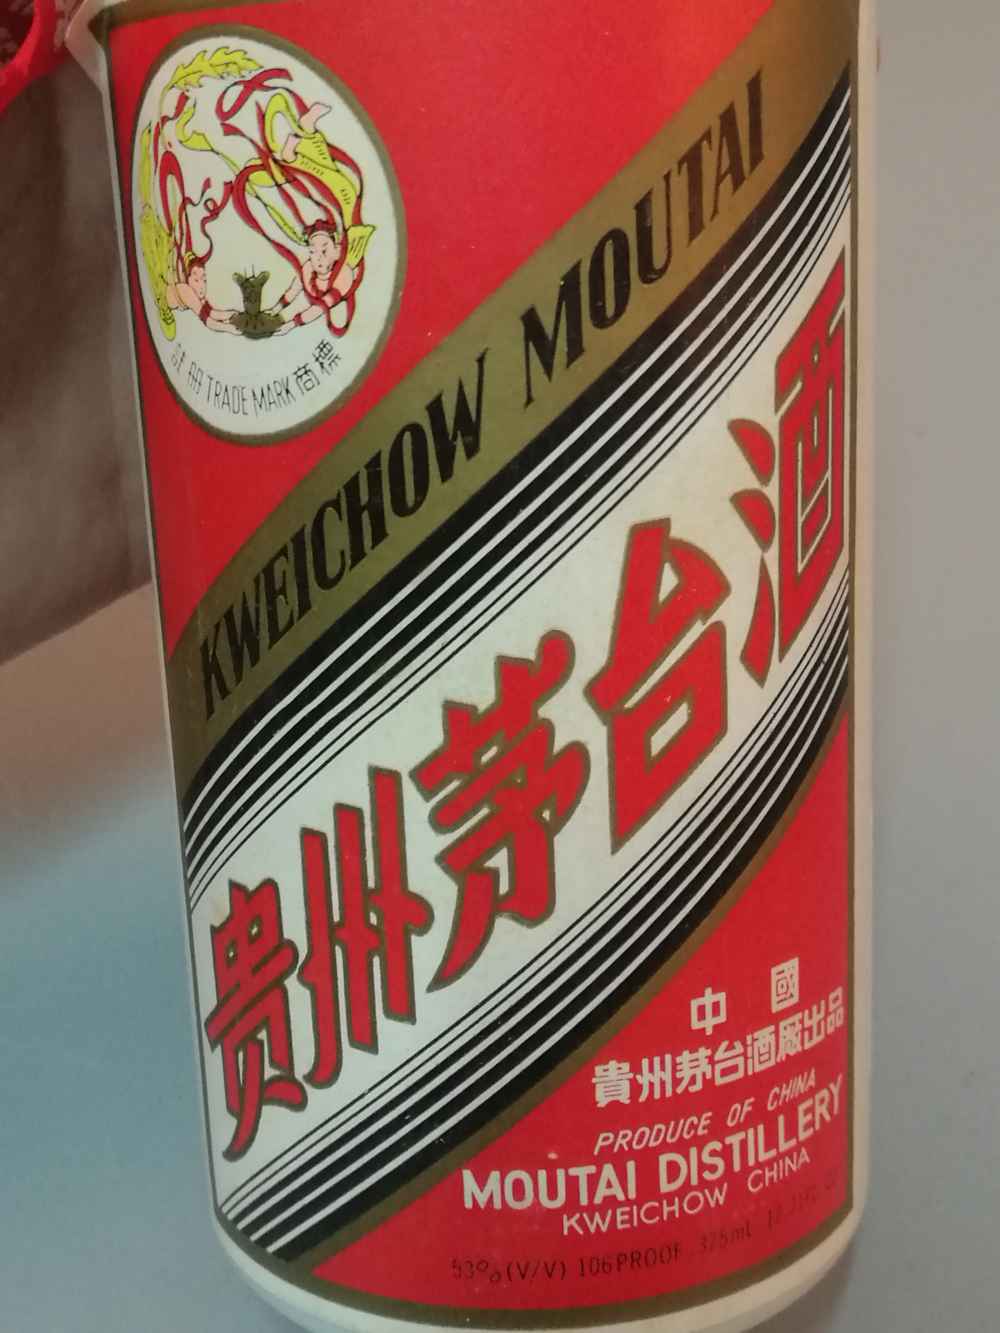 註册 TRADE MARK 商標
KWEICHOW MOUTAI
贵州茅台酒
中國
貴州茅台酒廠出品
PRODUCE OF CHINA
MOUTAI DISTILLERY
KWEICHOW CHINA
53% (V/V) 106PROOF 375mL